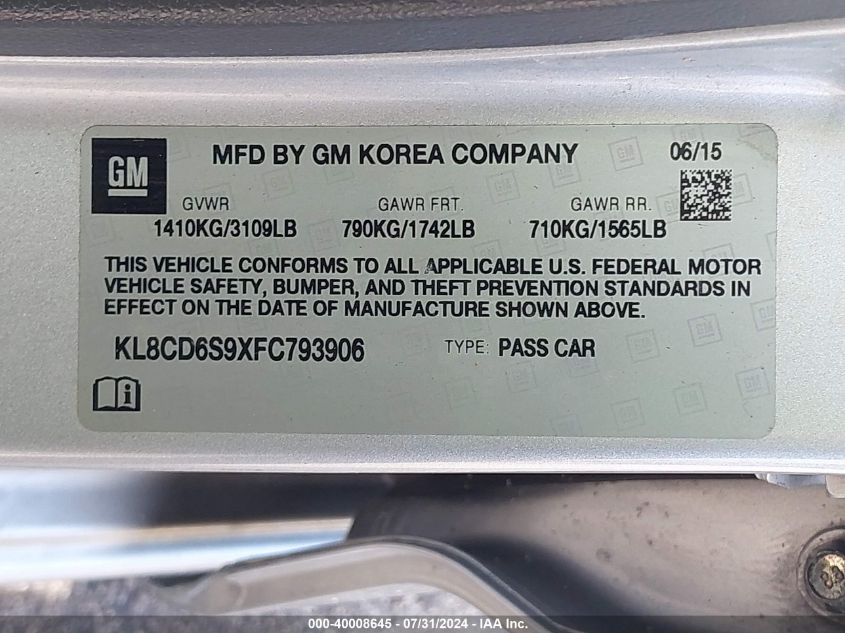 GM
MFD BY GM KOREA COMPANY
06/15
GVWR
GAWR FRT.
GAWR RR.
1410KG/3109LB
790KG/1742LB
710KG/1565LB
THIS VEHICLE CONFORMS TO ALL APPLICABLE U.S. FEDERAL MOTOR
VEHICLE SAFETY, BUMPER, AND THEFT PREVENTION STANDARDS IN
EFFECT ON THE DATE OF MANUFACTURE SHOWN ABOVE.
KL8CD6S9XFC793906
TYPE: PASS CAR
000-40008645 - 07/31/2024 - IAA Inc.